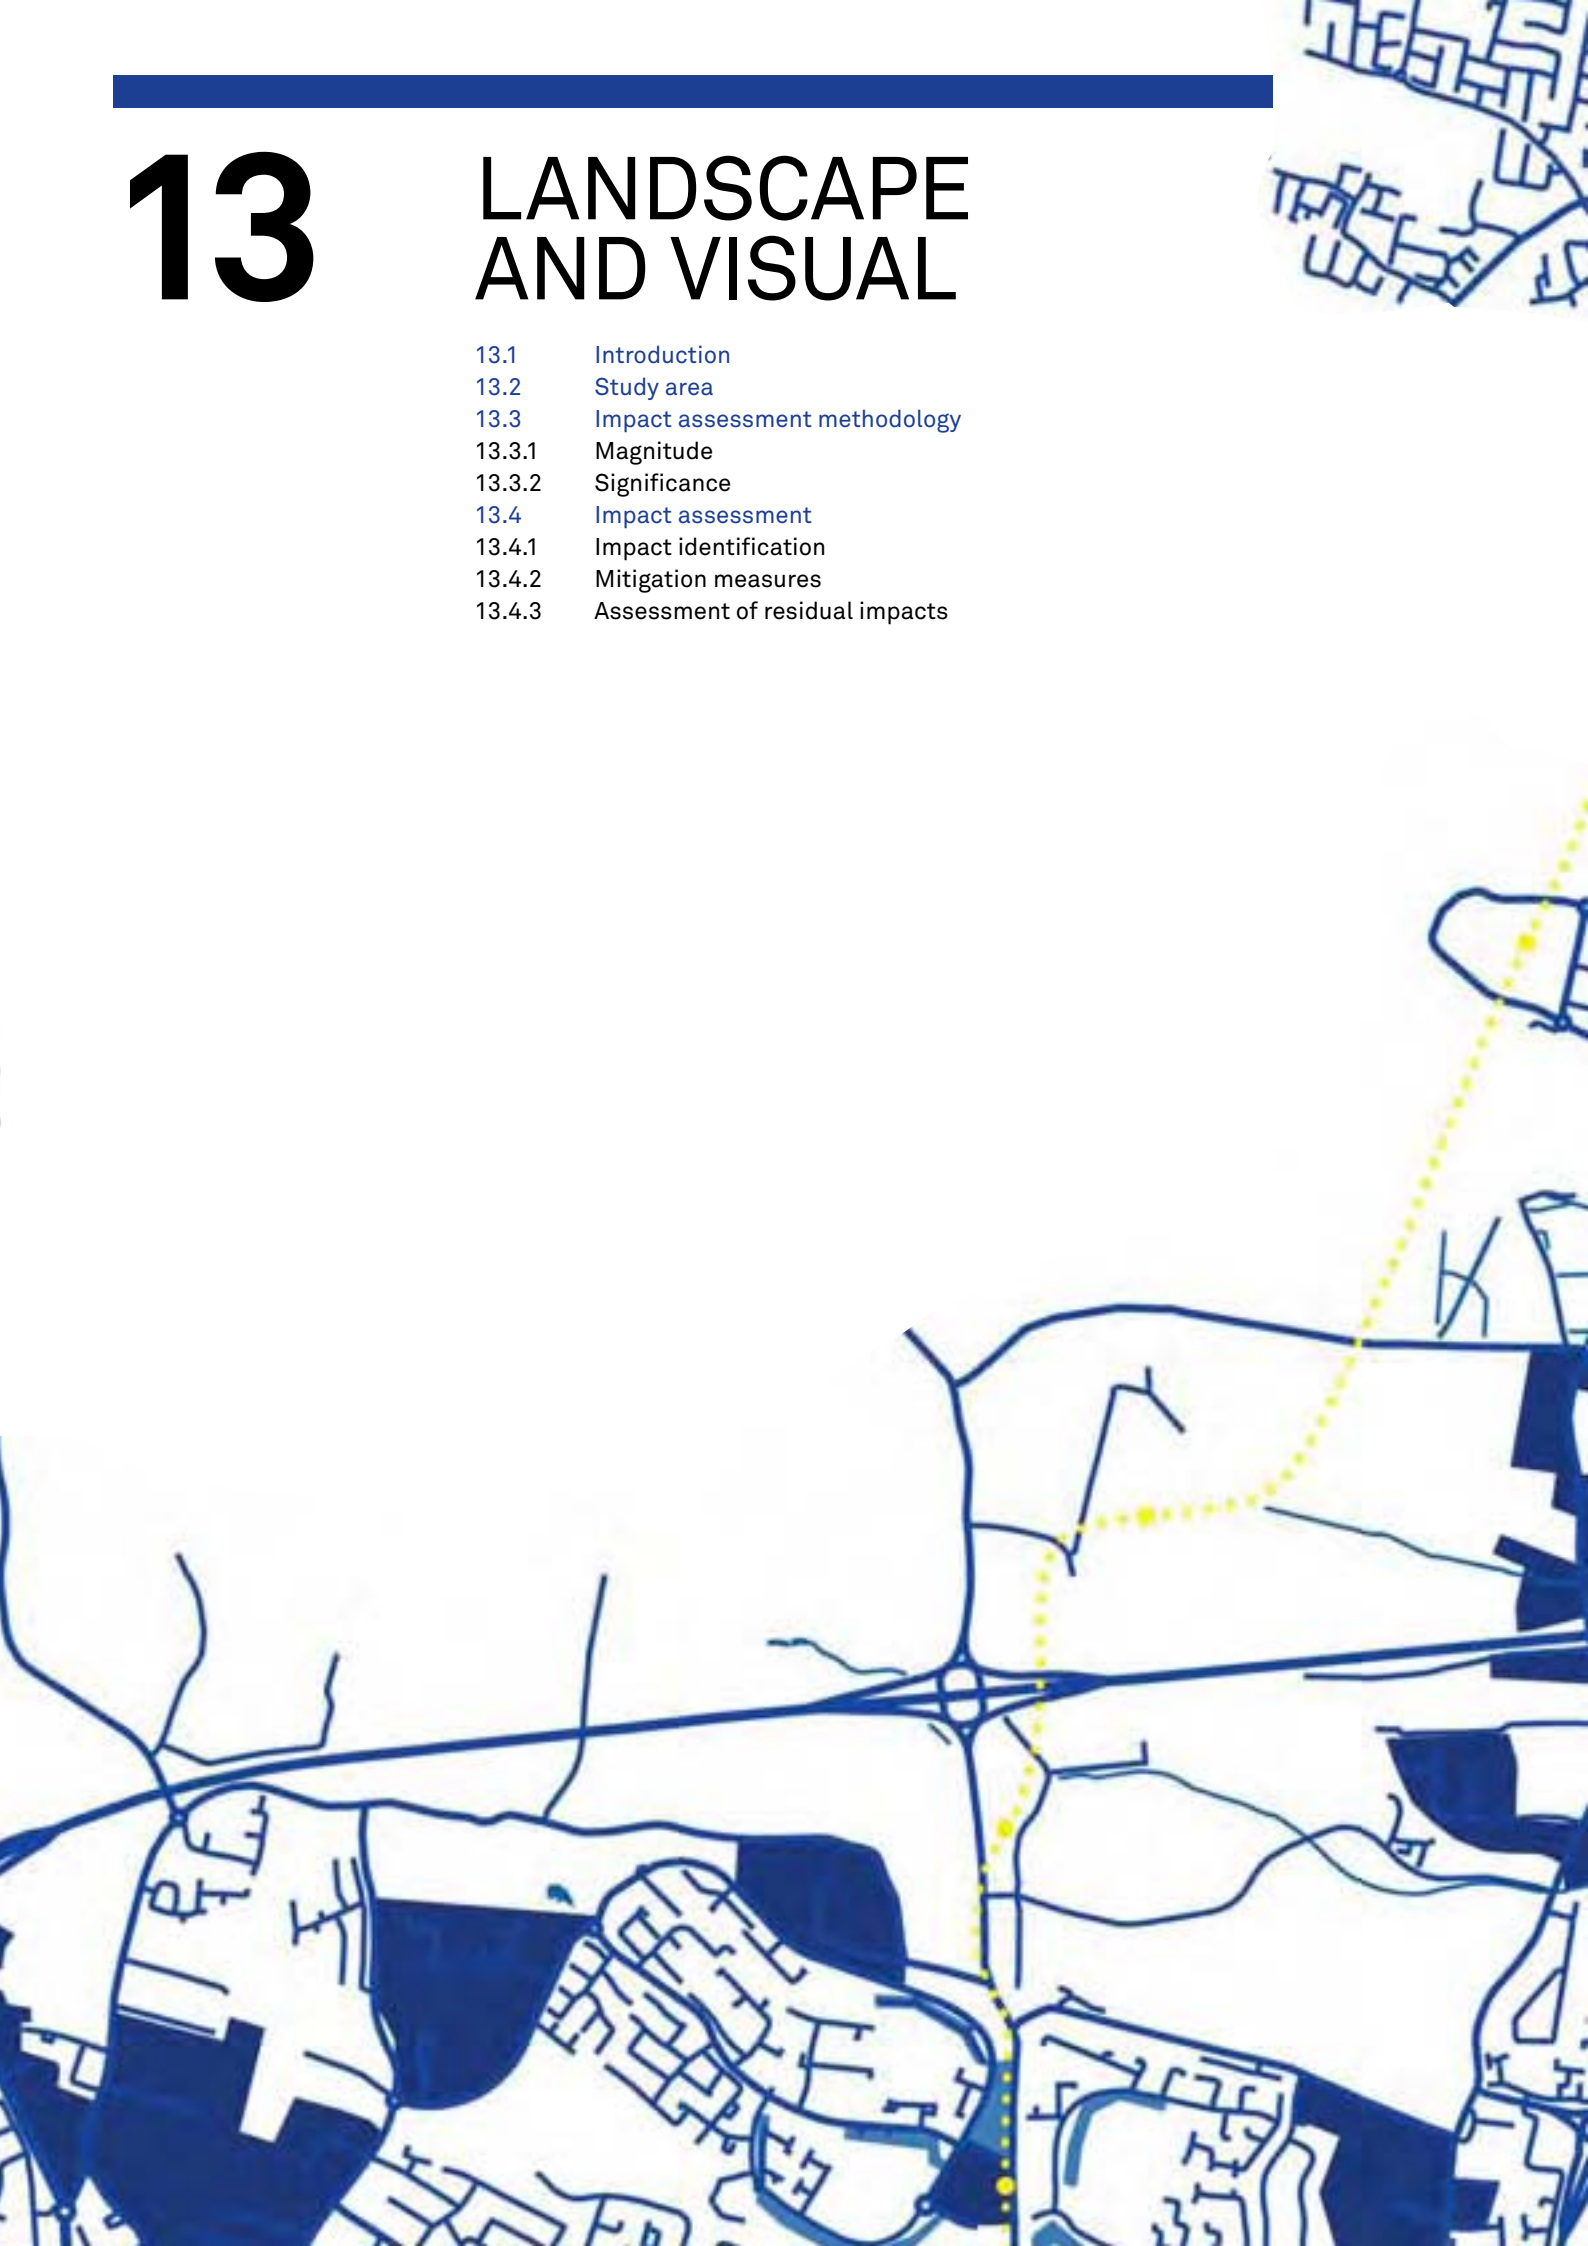 13
LANDSCAPE
AND VISUAL
13.1 Introduction
13.2 Study area
13.3 Impact assessment methodology
13.3.1 Magnitude
13.3.2 Significance
13.4 Impact assessment
13.4.1 Impact identification
13.4.2 Mitigation measures
13.4.3 Assessment of residual impacts